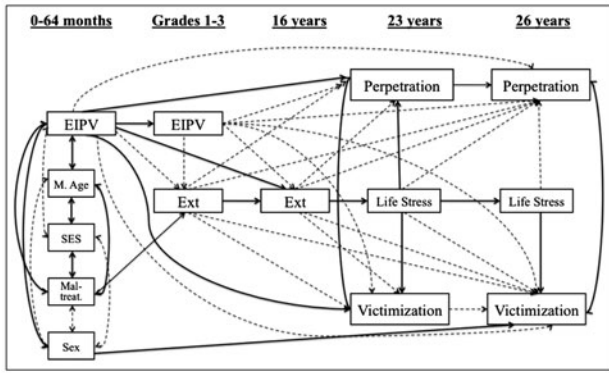 0-64 months Grades 1-3 16 years 23 years 26 years
Perpetration Perpetration
EIPV EIPV
M. Age
Ext Ext Life Stress Life Stress
SES
Mal-
treat.
Victimization Victimization
Sex